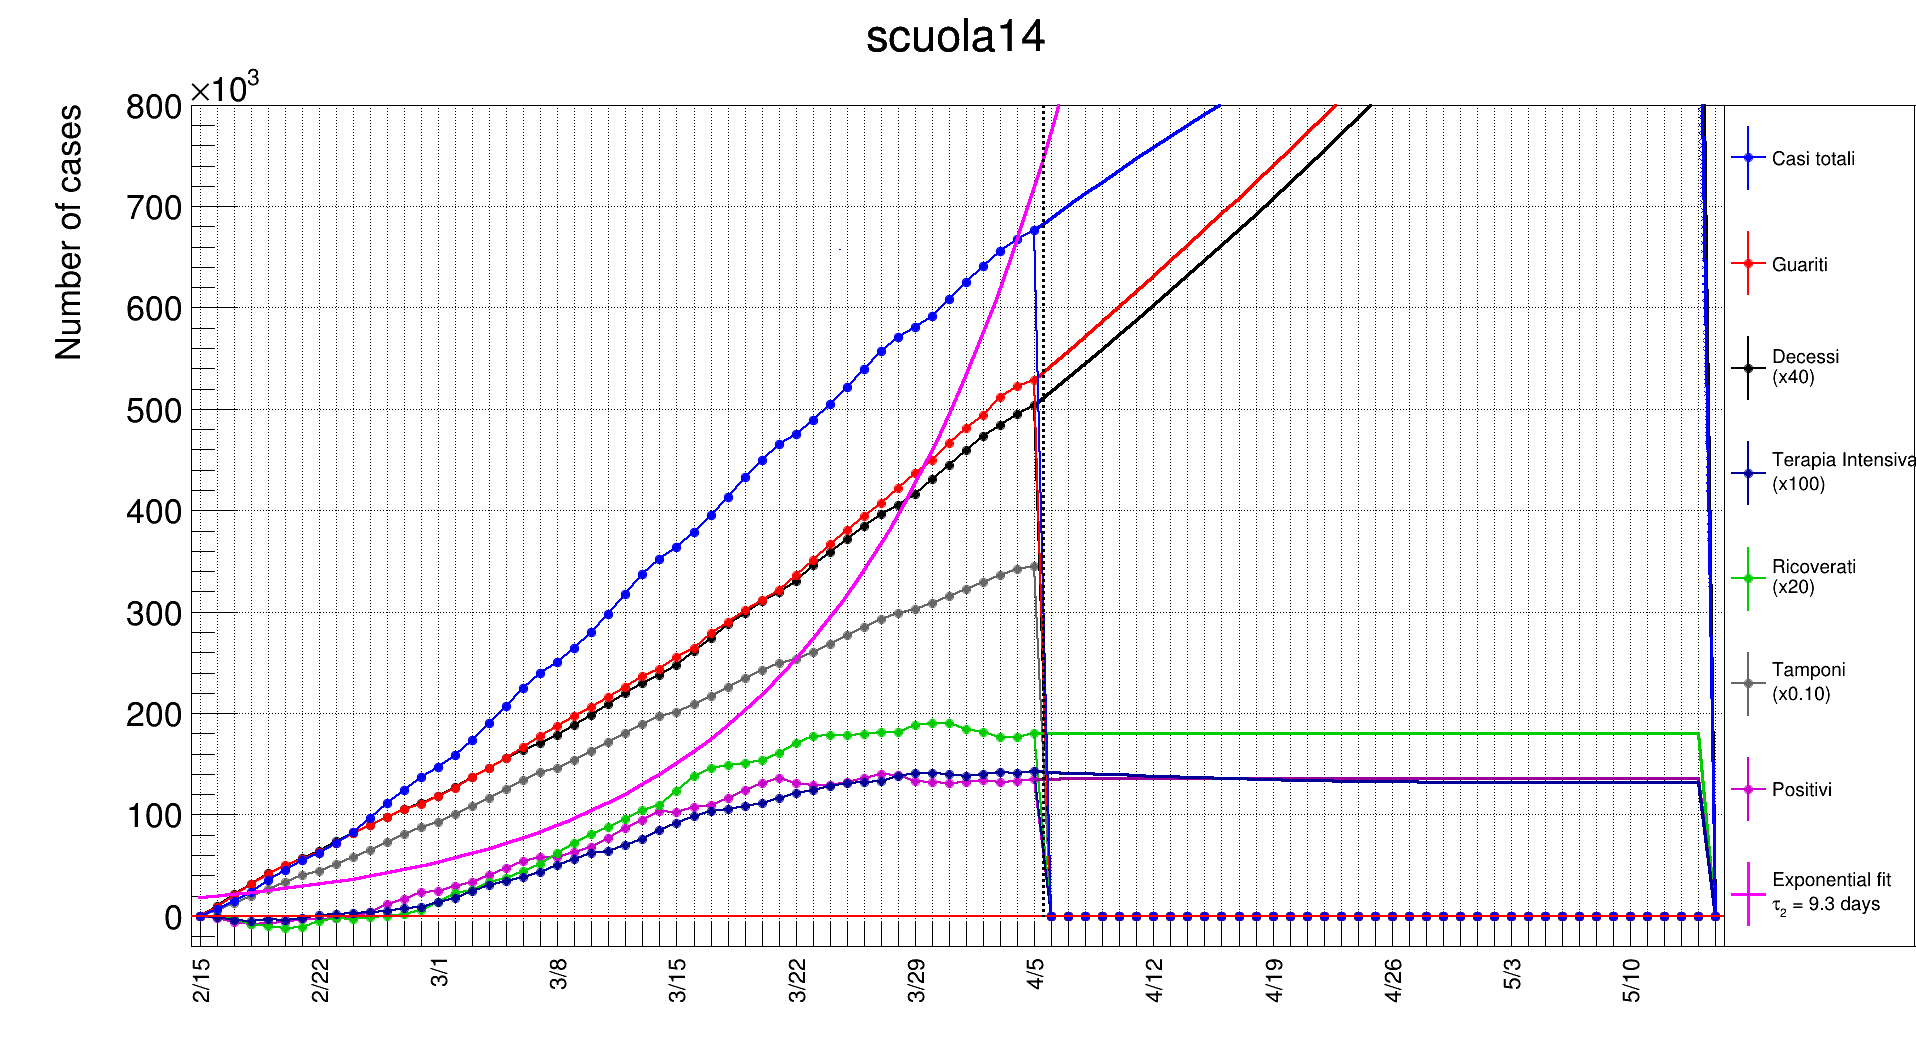 scuola14
×10³
Number of cases
800
700
600
500
400
300
200
100
0
2/15
2/22
3/1
3/8
3/15
3/22
3/29
4/5
4/12
4/19
4/26
5/3
5/10
Casi totali
Guariti
Decessi
(x40)
Terapia Intensiva
(x100)
Ricoverati
(x20)
Tamponi
(x0.10)
Positivi
Exponential fit
τ₂ = 9.3 days